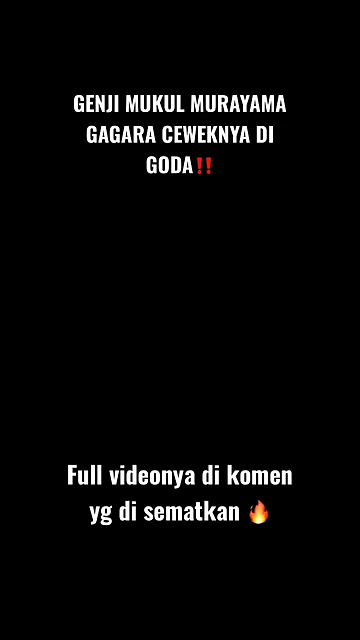 GENJI MUKUL MURAYAMA
GAGARA CEWEKNYA DI
GODA‼️
Full videonya di komen
yg di sematkan 🔥